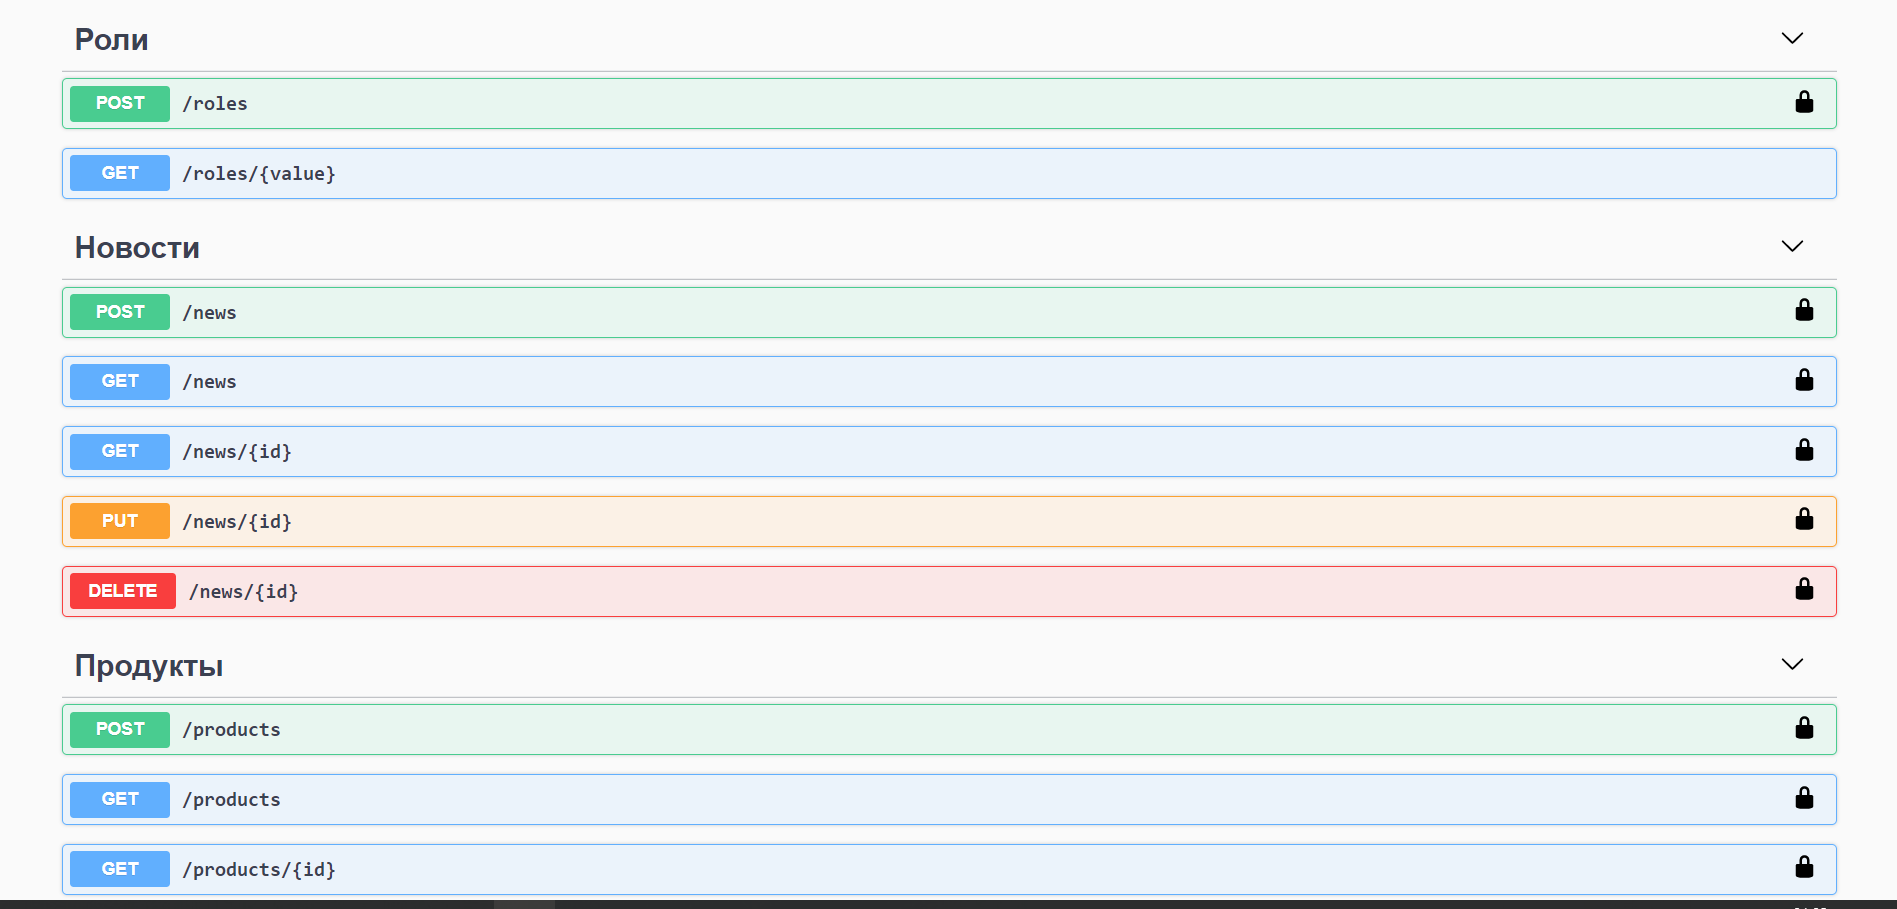 Роли
POST /roles
GET /roles/{value}
Новости
POST /news
GET /news
GET /news/{id}
PUT /news/{id}
DELETE /news/{id}
Продукты
POST /products
GET /products
GET /products/{id}